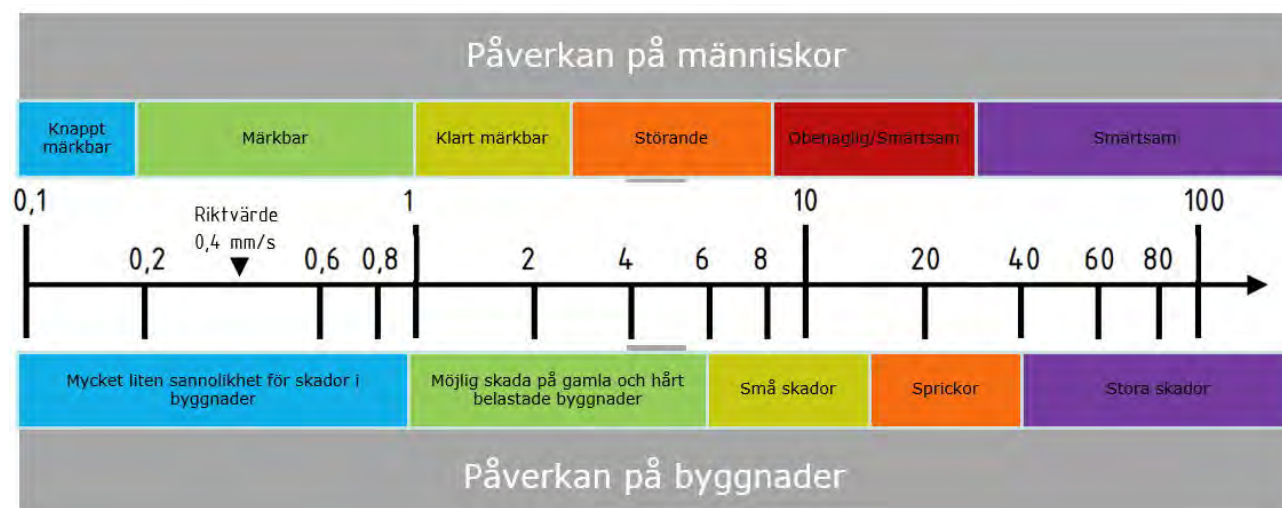 Påverkan på människor
Knappt
märkbar
Märkbar
Klart märkbar
Störande
Obehaglig/Smärtsam
Smärtsam
0,1
1
10
100
Riktvärde
0,4 mm/s
0,2
0,6
0,8
2
4
6
8
20
40
60
80
Mycket liten sannolikhet för skador i
byggnader
Möjlig skada på gamla och hårt
belastade byggnader
Små skador
Sprickor
Stora skador
Påverkan på byggnader